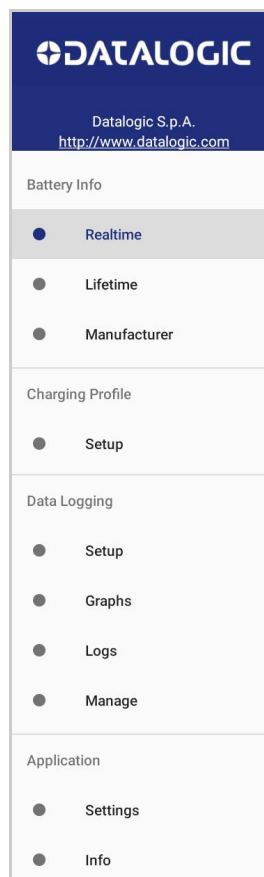 DATALOGIC
Datalogic S.p.A.
http://www.datalogic.com
Battery Info
Realtime
Lifetime
Manufacturer
Charging Profile
Setup
Data Logging
Setup
Graphs
Logs
Manage
Application
Settings
Info